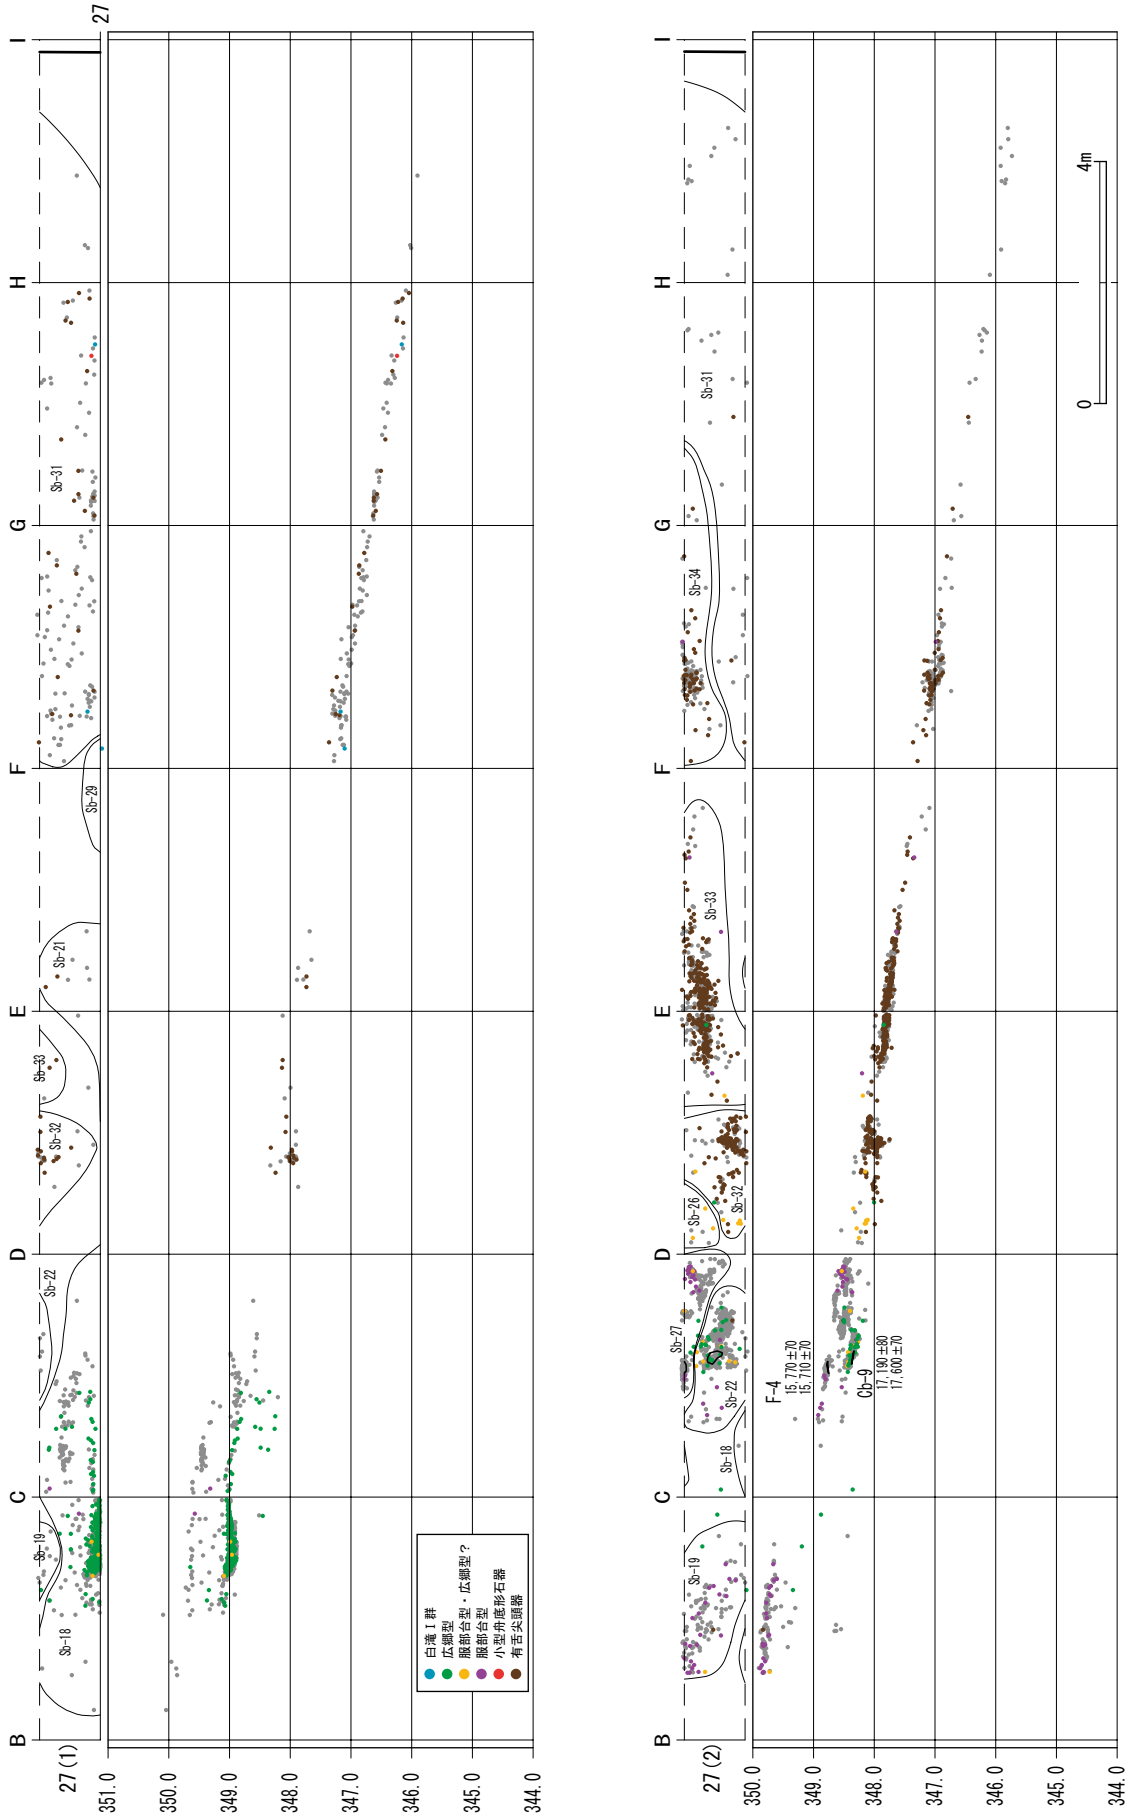 B C D E F G H I
27
27(1)
Sb-18
Sb-19
Sb-22
Sb-32
Sb-33
Sb-21
Sb-29
Sb-31
351.0
350.0
349.0
348.0
347.0
346.0
345.0
344.0
白滝Ⅰ群
広郷型
服部台型・広郷型?
服部台型
小型舟底形石器
有舌尖頭器
B C D E F G H I
27(2)
Sb-19
Sb-18
Sb-22
Sb-27
Sb-26
Sb-32
Sb-33
Sb-34
Sb-31
F-4
15,770±70
15,710±70
Cb-9
17,190±80
17,600±70
350.0
349.0
348.0
347.0
346.0
345.0
344.0
0 4m